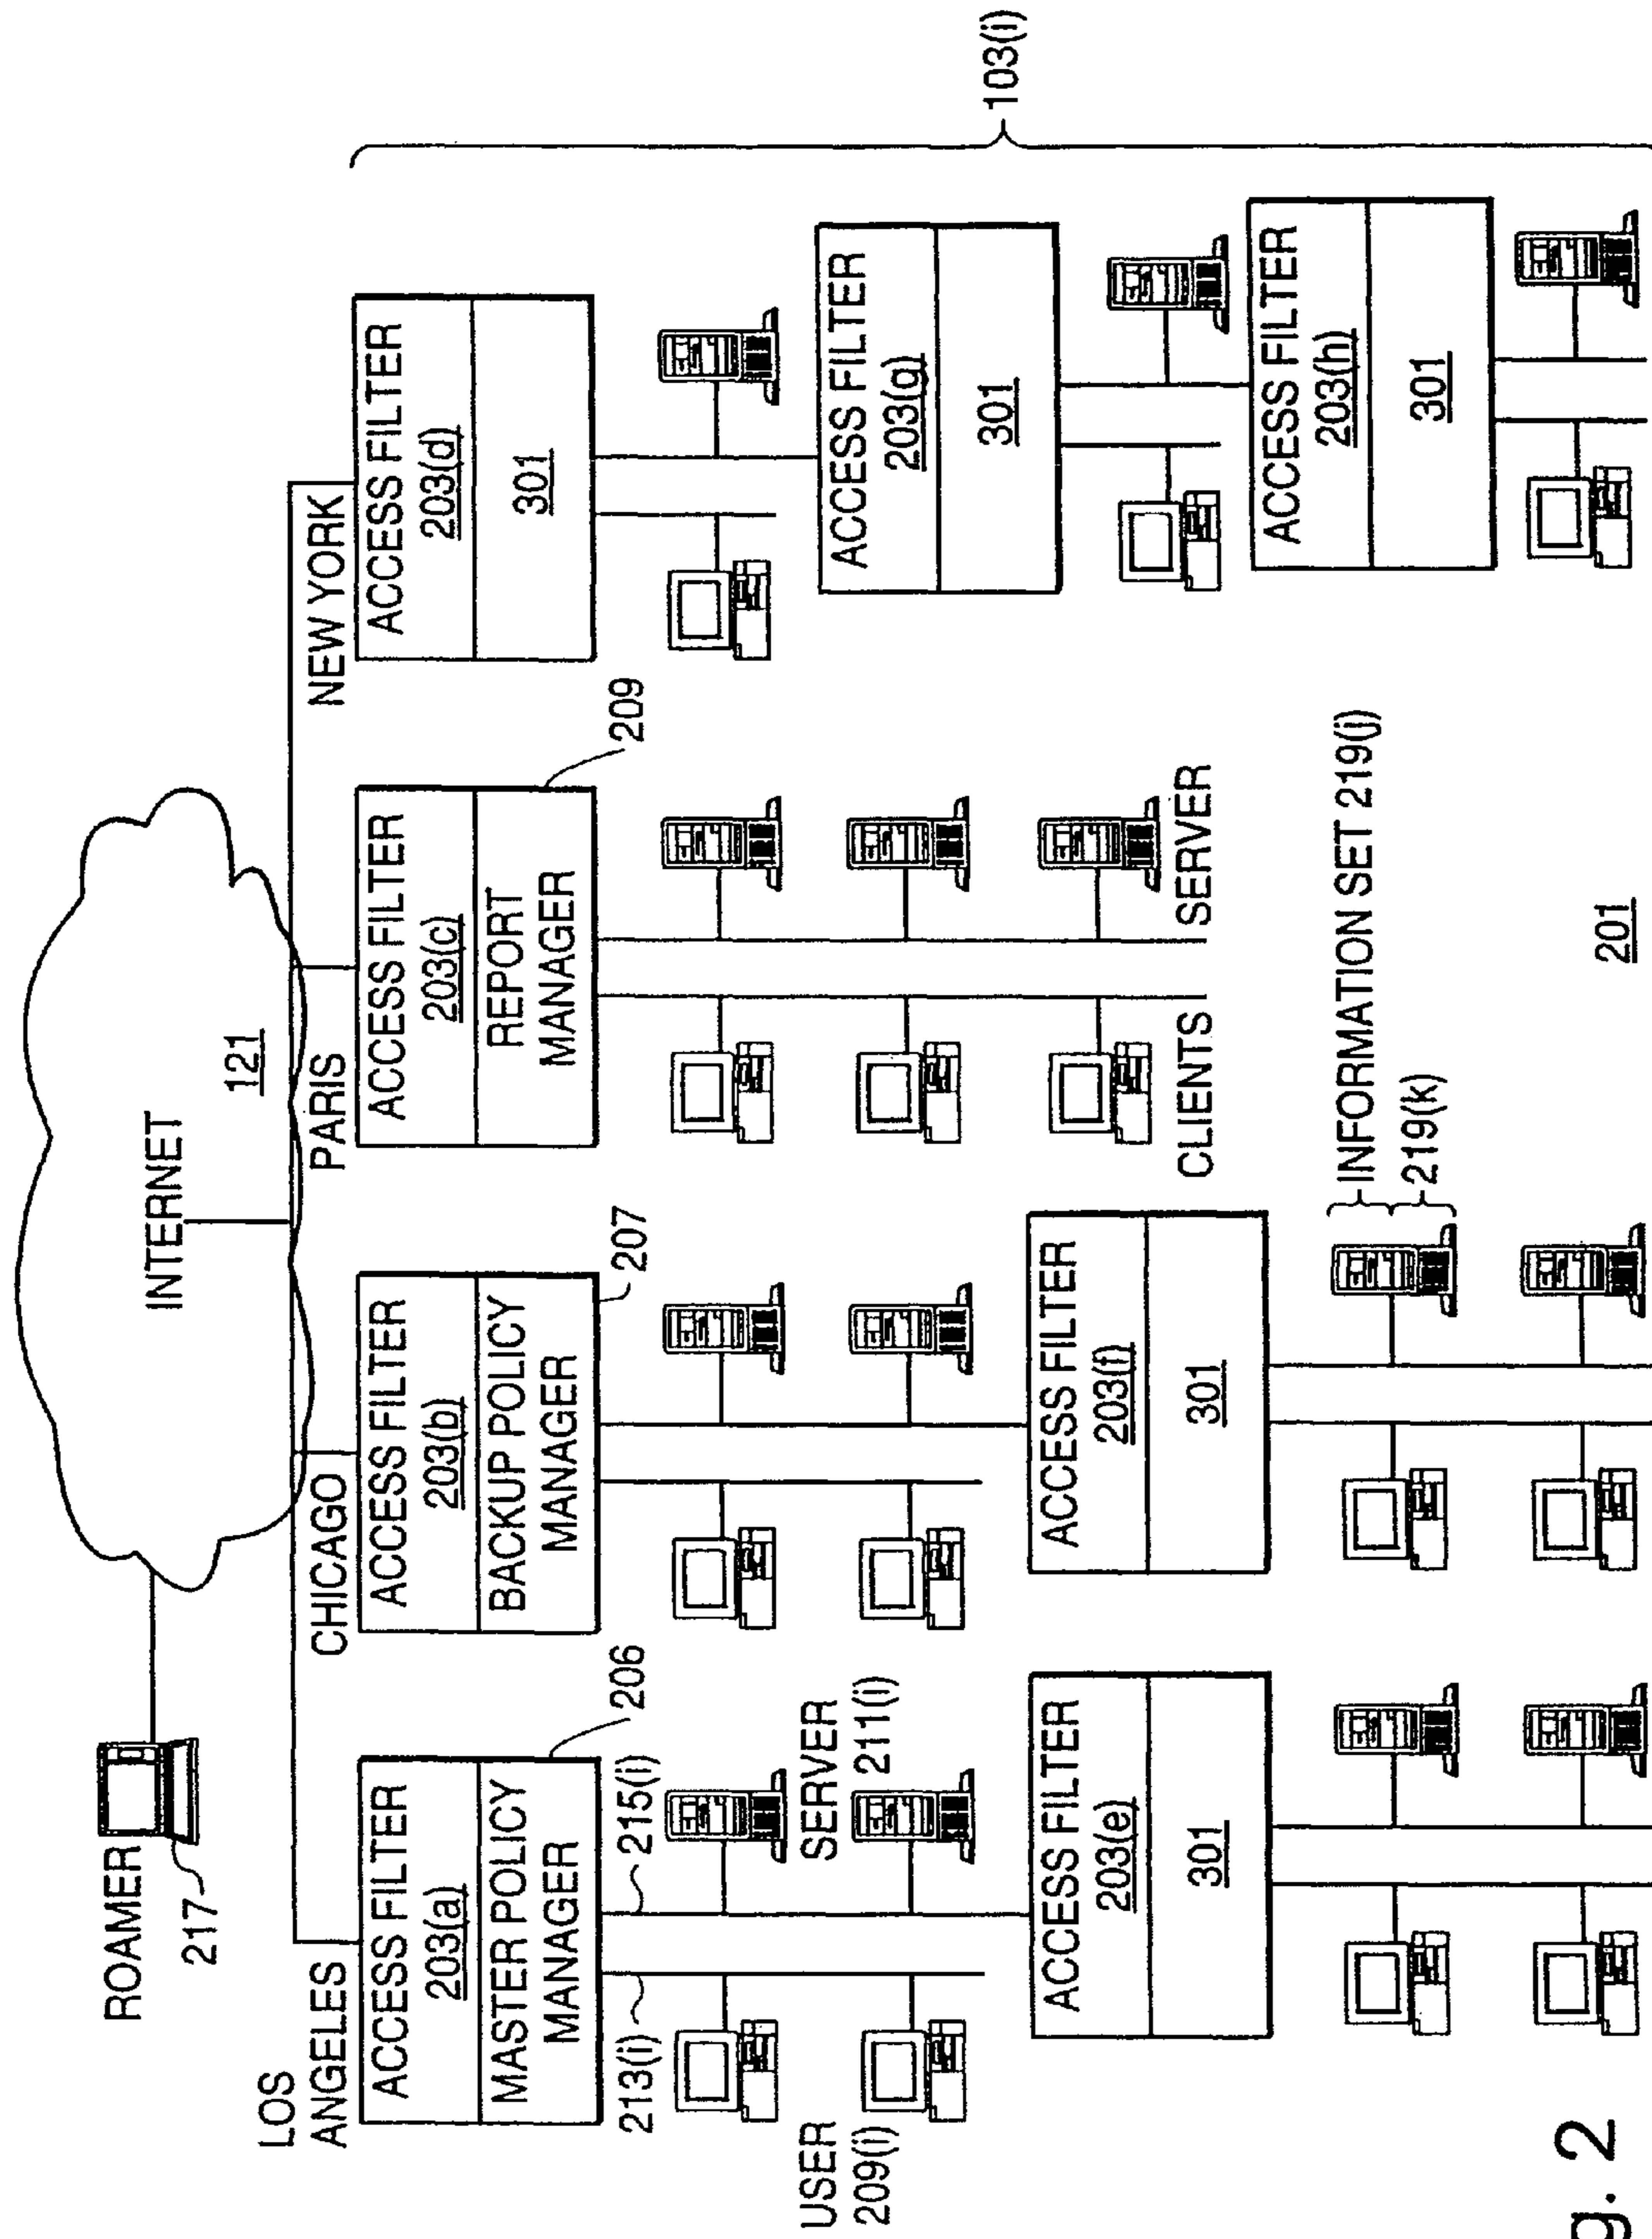 ROAMER
217
INTERNET
121
LOS
ANGELES
CHICAGO
PARIS
NEW YORK
ACCESS FILTER
203(a)
MASTER POLICY
MANAGER
206
ACCESS FILTER
203(b)
BACKUP POLICY
MANAGER
207
ACCESS FILTER
203(c)
REPORT
MANAGER
209
ACCESS FILTER
203(d)
301
103(i)
213(i)
215(i)
USER
209(i)
SERVER
211(i)
ACCESS FILTER
203(e)
301
ACCESS FILTER
203(f)
301
CLIENTS
SERVER
ACCESS FILTER
203(g)
301
ACCESS FILTER
203(h)
301
INFORMATION SET 219(j)
219(k)
201
g. 2